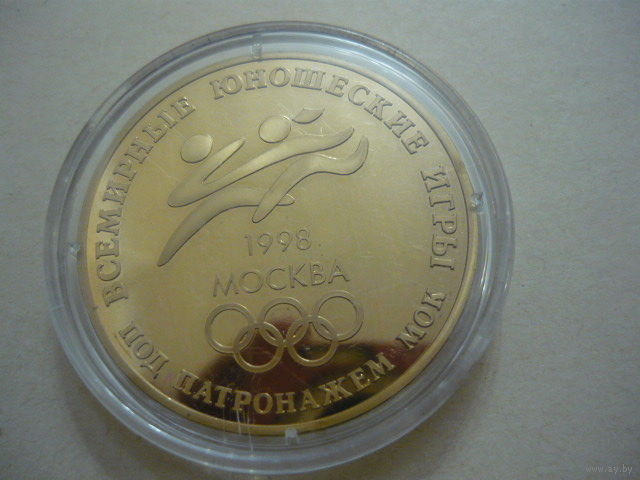 ВСЕМИРНЫЕ ЮНОШЕСКИЕ ИГРЫ
1998
МОСКВА
ПОД ПАТРОНАЖЕМ МОК
www.ay.by